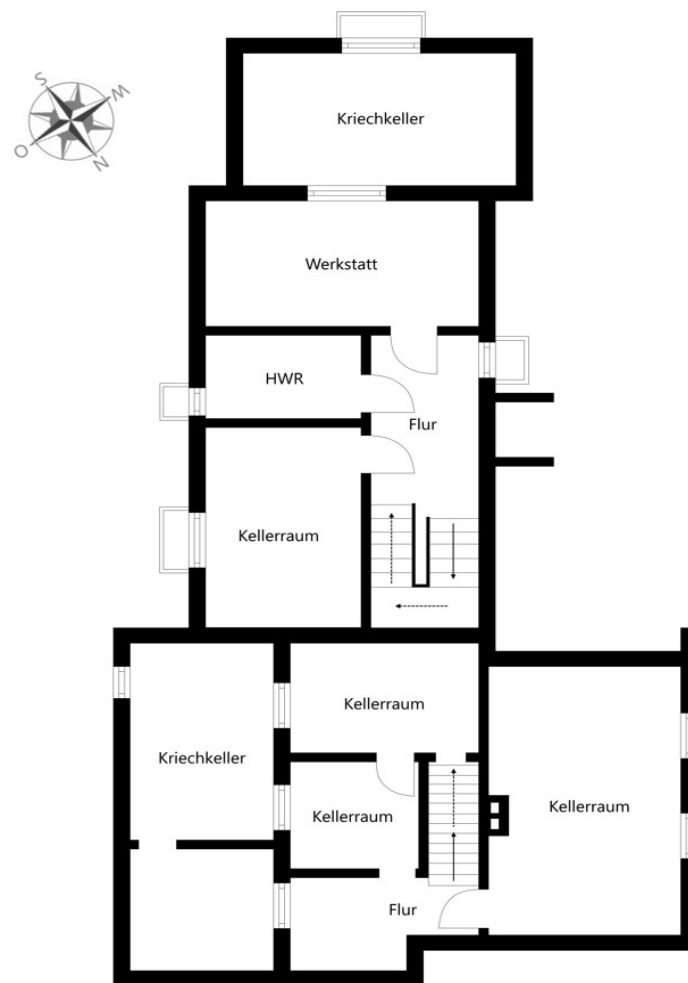 S
W
O
N
Kriechkeller
Werkstatt
HWR
Flur
Kellerraum
Kellerraum
Kriechkeller
Kellerraum
Kellerraum
Flur